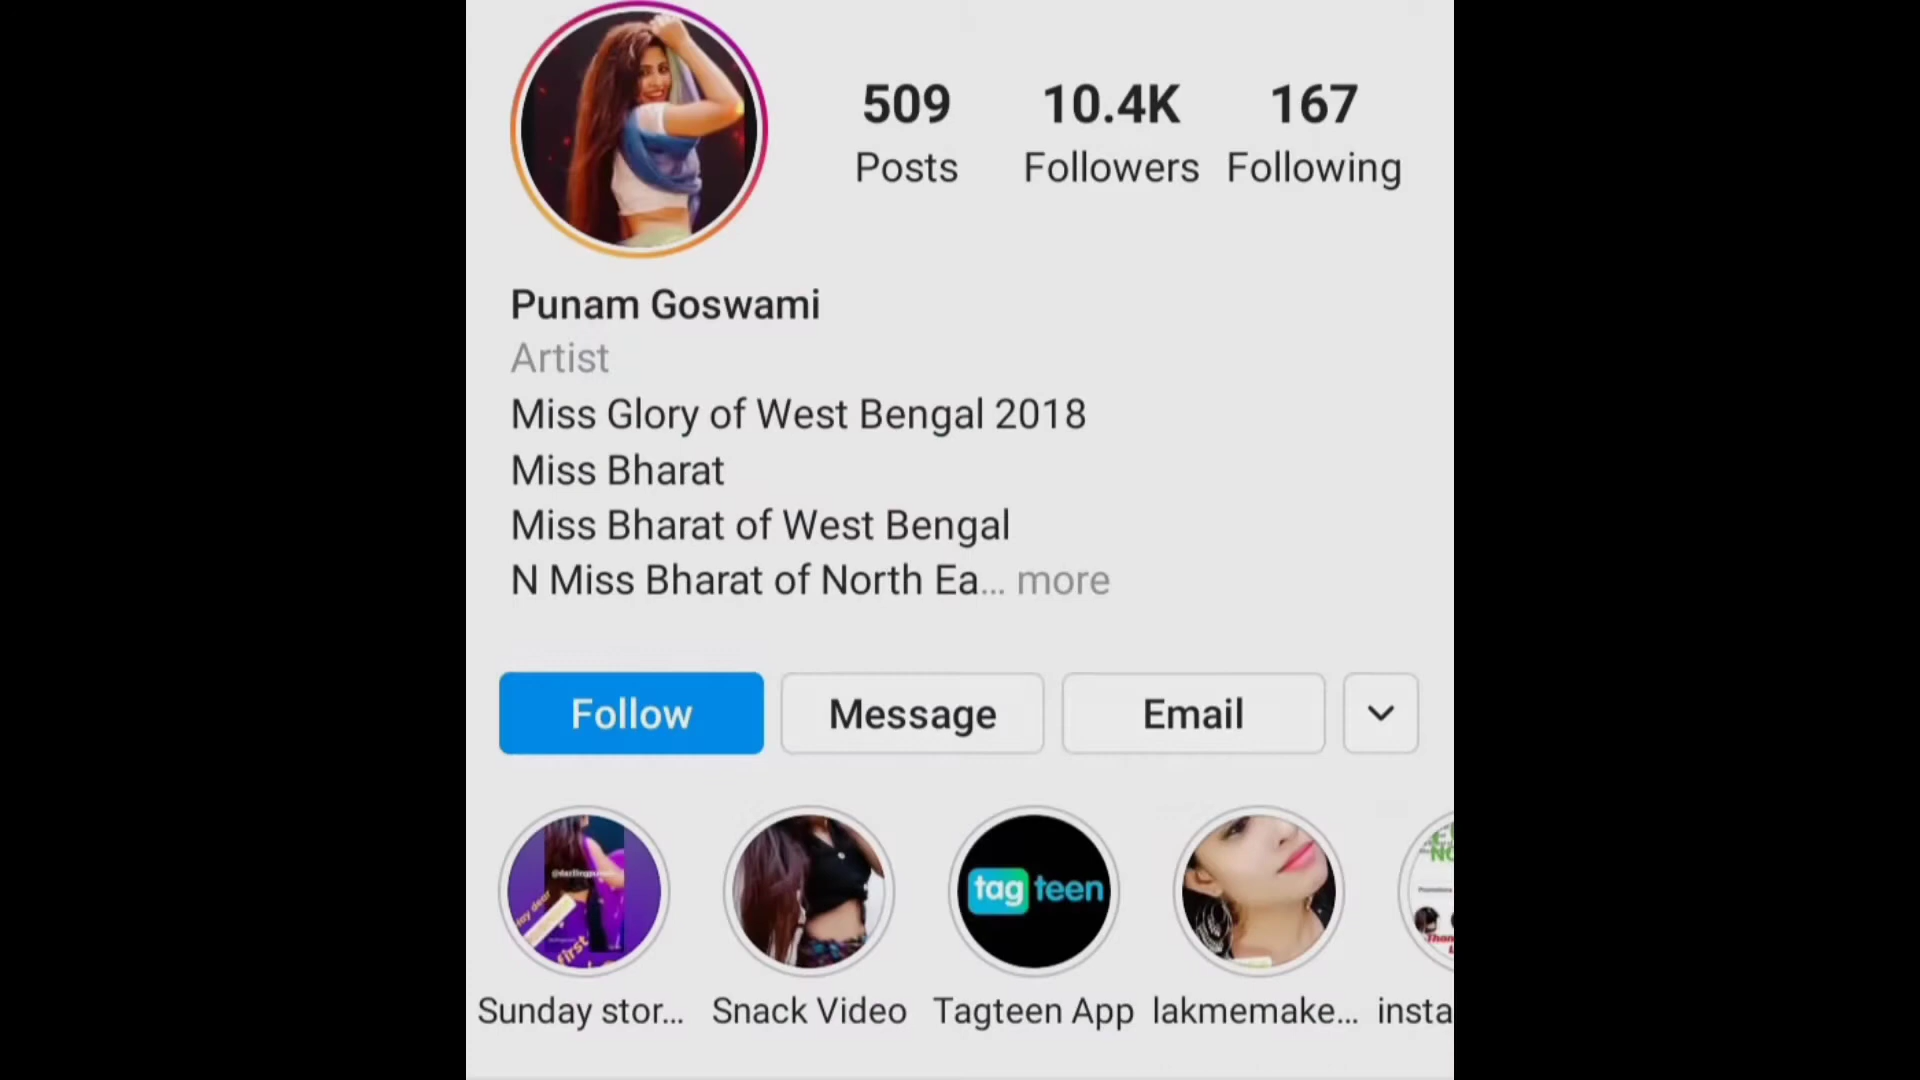 509 10.4K 167
Posts Followers Following
Punam Goswami
Artist
Miss Glory of West Bengal 2018
Miss Bharat
Miss Bharat of West Bengal
N Miss Bharat of North Ea... more
Follow Message Email
first
tag teen
Sunday stor... Snack Video Tagteen App lakmemake... insta